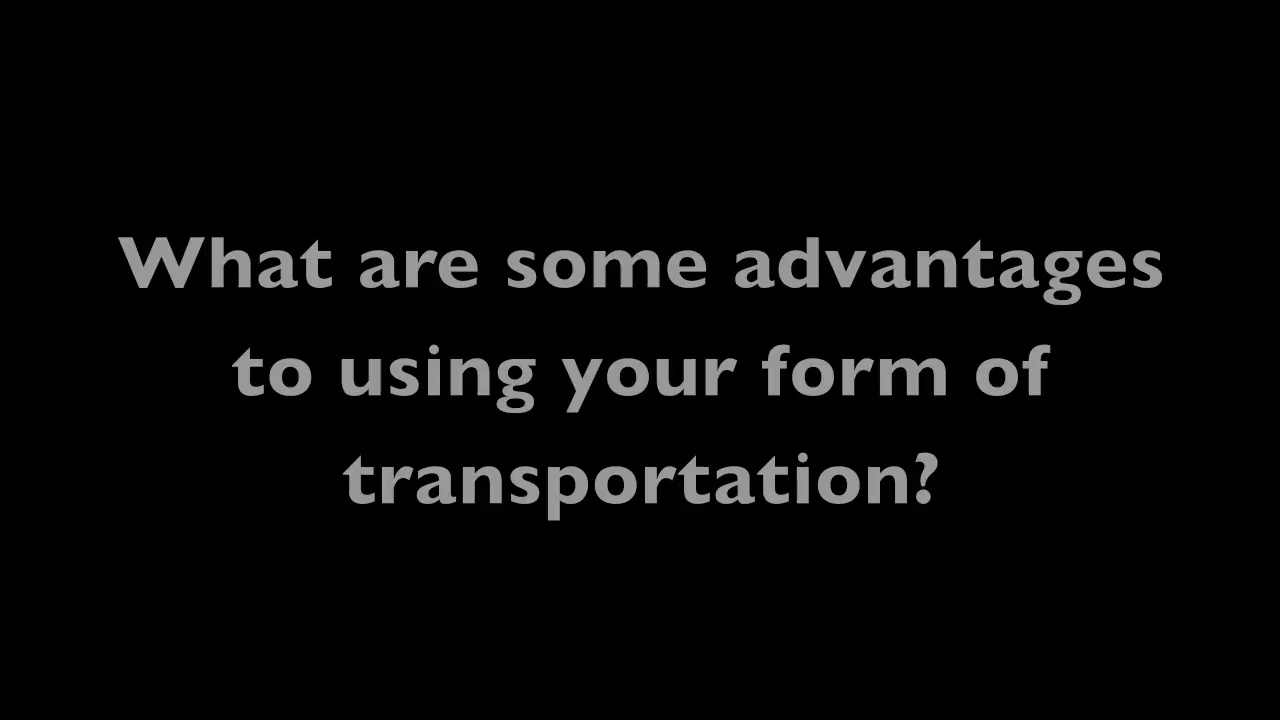 What are some advantages
to using your form of
transportation?